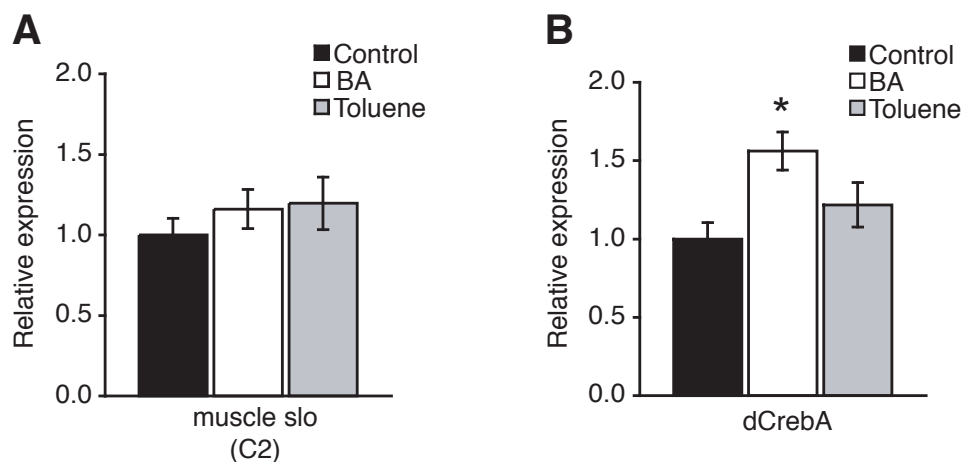 A
Control
BA
Toluene
2.0
1.5
1.0
0.5
0.0
Relative expression
muscle slo
(C2)
B
Control
BA
Toluene
2.0
1.5
1.0
0.5
0.0
Relative expression
*
dCrebA